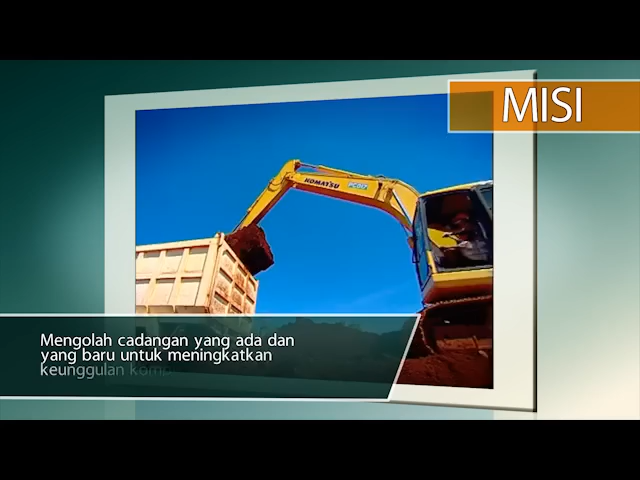 MISI
KOMATSU
Mengolah cadangan yang ada dan
yang baru untuk meningkatkan
keunggulan